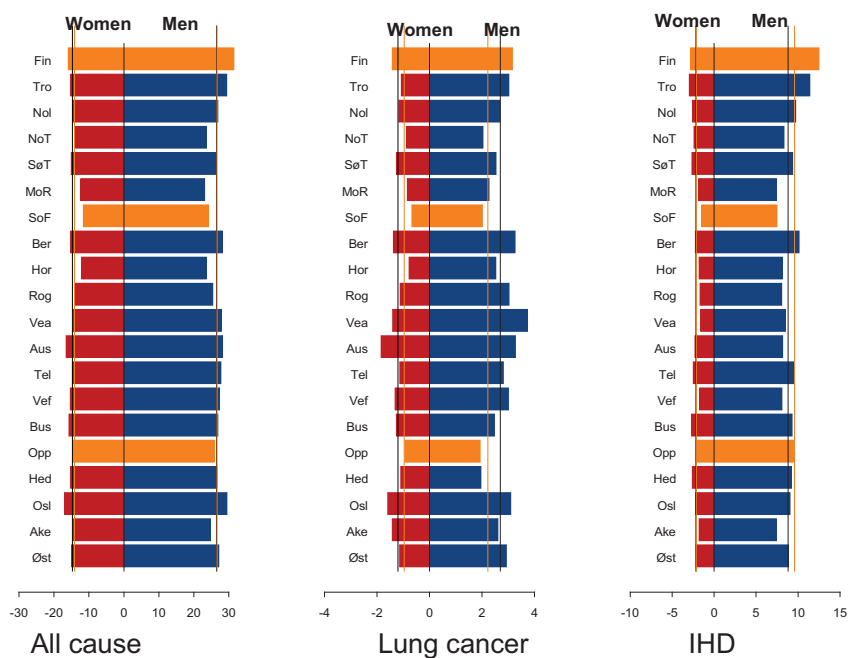 Women Men
Fin
Tro
Nol
NoT
SøT
MoR
SoF
Ber
Hor
Rog
Vea
Aus
Tel
Vef
Bus
Opp
Hed
Osl
Ake
Øst
-30 -20 -10 0 10 20 30
All cause
Women Men
Fin
Tro
Nol
NoT
SøT
MoR
SoF
Ber
Hor
Rog
Vea
Aus
Tel
Vef
Bus
Opp
Hed
Osl
Ake
Øst
-4 -2 0 2 4
Lung cancer
Women Men
Fin
Tro
Nol
NoT
SøT
MoR
SoF
Ber
Hor
Rog
Vea
Aus
Tel
Vef
Bus
Opp
Hed
Osl
Ake
Øst
-10 -5 0 5 10 15
IHD